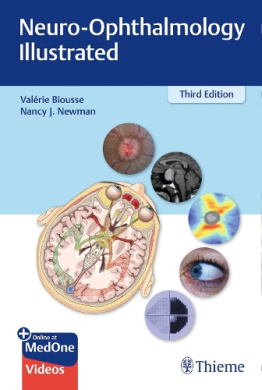 Neuro-Ophthalmology
Illustrated
Third Edition
Valérie Biousse
Nancy J. Newman
+ Online at
MedOne
Videos
Thieme